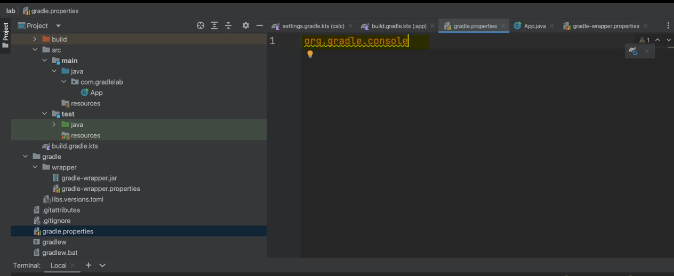 lab gradle.properties
Project settings.gradle.kts (calc) build.gradle.kts (:app) gradle.properties App.java gradle-wrapper.properties
Project
build
src
main
java
com.gradlelab
App
resources
test
java
resources
build.gradle.kts
gradle
wrapper
gradle-wrapper.jar
gradle-wrapper.properties
libs.versions.toml
.gitattributes
.gitignore
gradle.properties
gradlew
gradlew.bat
1 org.gradle.console
1
Terminal: Local